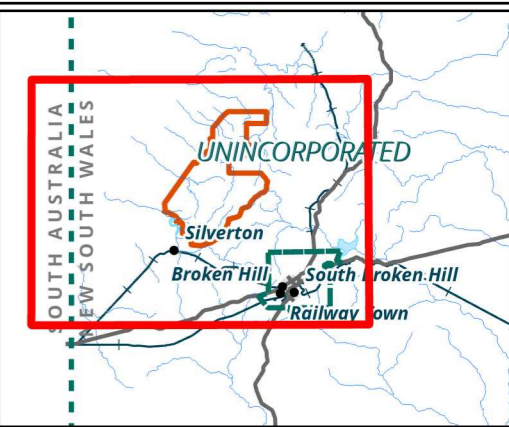 SOUTH AUSTRALIA
NEW SOUTH WALES
UNINCORPORATED
Silverton
Broken Hill
South Broken Hill
Railway Town